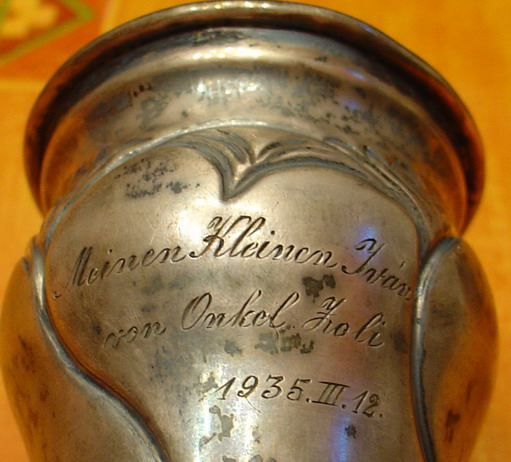 Meinen Kleinen Iván
von Onkel Zoli
1935.III.12.